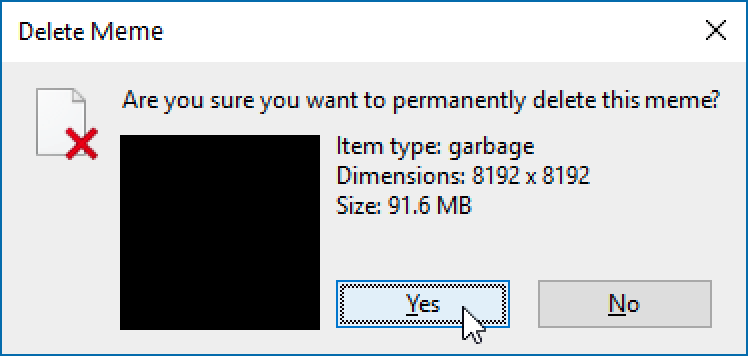 Delete Meme
Are you sure you want to permanently delete this meme?
Item type: garbage
Dimensions: 8192 x 8192
Size: 91.6 MB
Yes
No